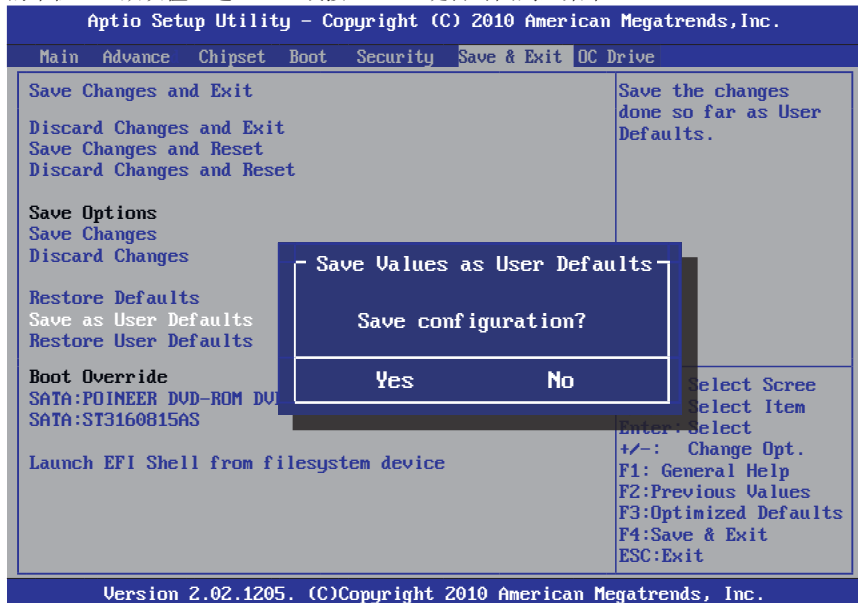 Aptio Setup Utility - Copyright (C) 2010 American Megatrends,Inc.
Main Advance Chipset Boot Security Save & Exit OC Drive
Save Changes and Exit
Discard Changes and Exit
Save Changes and Reset
Discard Changes and Reset
Save Options
Save Changes
Discard Changes
Restore Defaults
Save as User Defaults
Restore User Defaults
Boot Override
SATA:POINEER DVD-ROM
SATA:ST3160815AS
Launch EFI Shell from filesystem device
Save Values as User Defaults
Save configuration?
Yes No
Save the changes
done so far as User
Defaults.
Select Scree
Select Item
Enter:Select
+/-: Change Opt.
F1: General Help
F2:Previous Values
F3:Optimized Defaults
F4:Save & Exit
ESC:Exit
Version 2.02.1205. (C)Copyright 2010 American Megatrends, Inc.